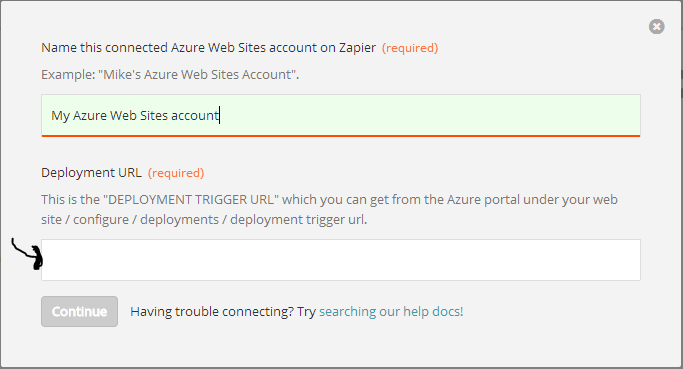 Name this connected Azure Web Sites account on Zapier (required)
Example: "Mike's Azure Web Sites Account".
My Azure Web Sites account
Deployment URL (required)
This is the "DEPLOYMENT TRIGGER URL" which you can get from the Azure portal under your web
site / configure / deployments / deployment trigger url.
Continue Having trouble connecting? Try searching our help docs!